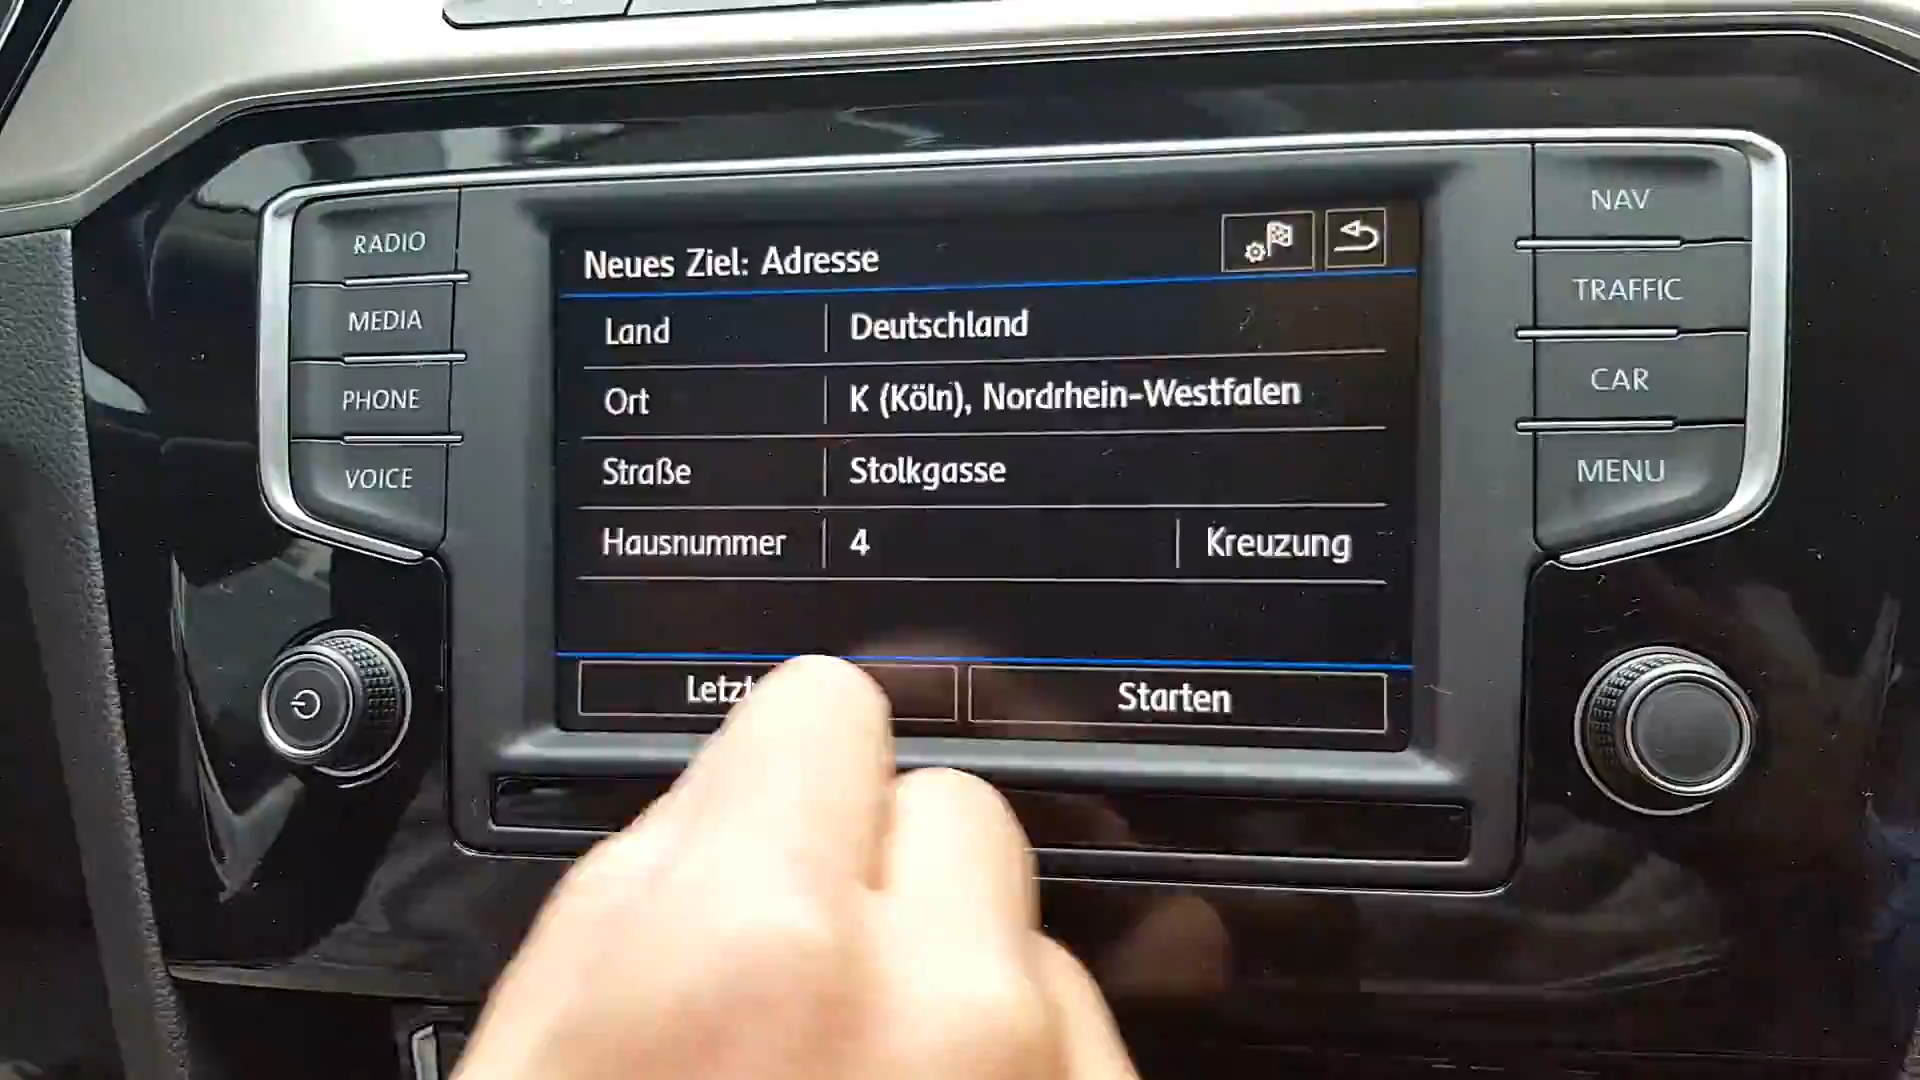 RADIO
MEDIA
PHONE
VOICE
Neues Ziel: Adresse
Land Deutschland
Ort K (Köln), Nordrhein-Westfalen
Straße Stolkgasse
Hausnummer 4 Kreuzung
Starten
NAV
TRAFFIC
CAR
MENU